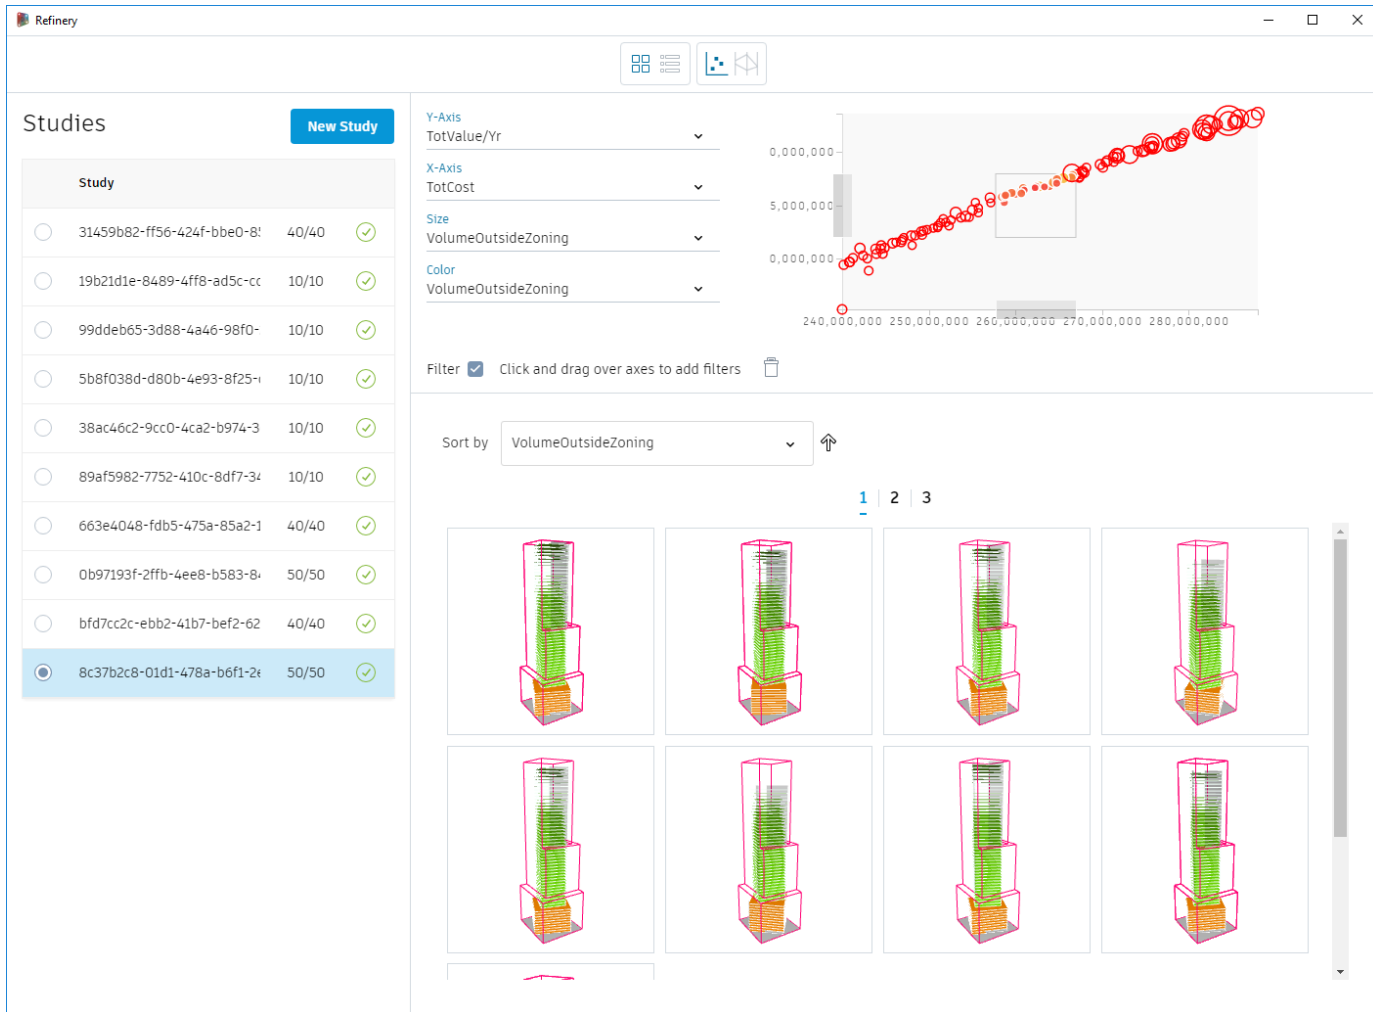 Refinery
Studies
New Study
Study
31459b82-ff56-424f-bbe0-8 40/40
19b21d1e-8489-4ff8-ad5c-cc 10/10
99ddeb65-3d88-4a46-98f0- 10/10
5b8f038d-d80b-4e93-8f25- 10/10
38ac46c2-9cc0-4ca2-b974-3 10/10
89af5982-7752-410c-8df7-34 10/10
663e4048-fdb5-475a-85a2-1 40/40
0b97193f-2ffb-4ee8-b583-8 50/50
bfd7cc2c-ebb2-41b7-bef2-62 40/40
8c37b2c8-01d1-478a-b6f1-2e 50/50
Y-Axis
TotValue/Yr
X-Axis
TotCost
Size
VolumeOutsideZoning
Color
VolumeOutsideZoning
0,000,000
5,000,000
0,000,000
240,000,000 250,000,000 260,000,000 270,000,000 280,000,000
Filter Click and drag over axes to add filters
Sort by VolumeOutsideZoning
1 2 3